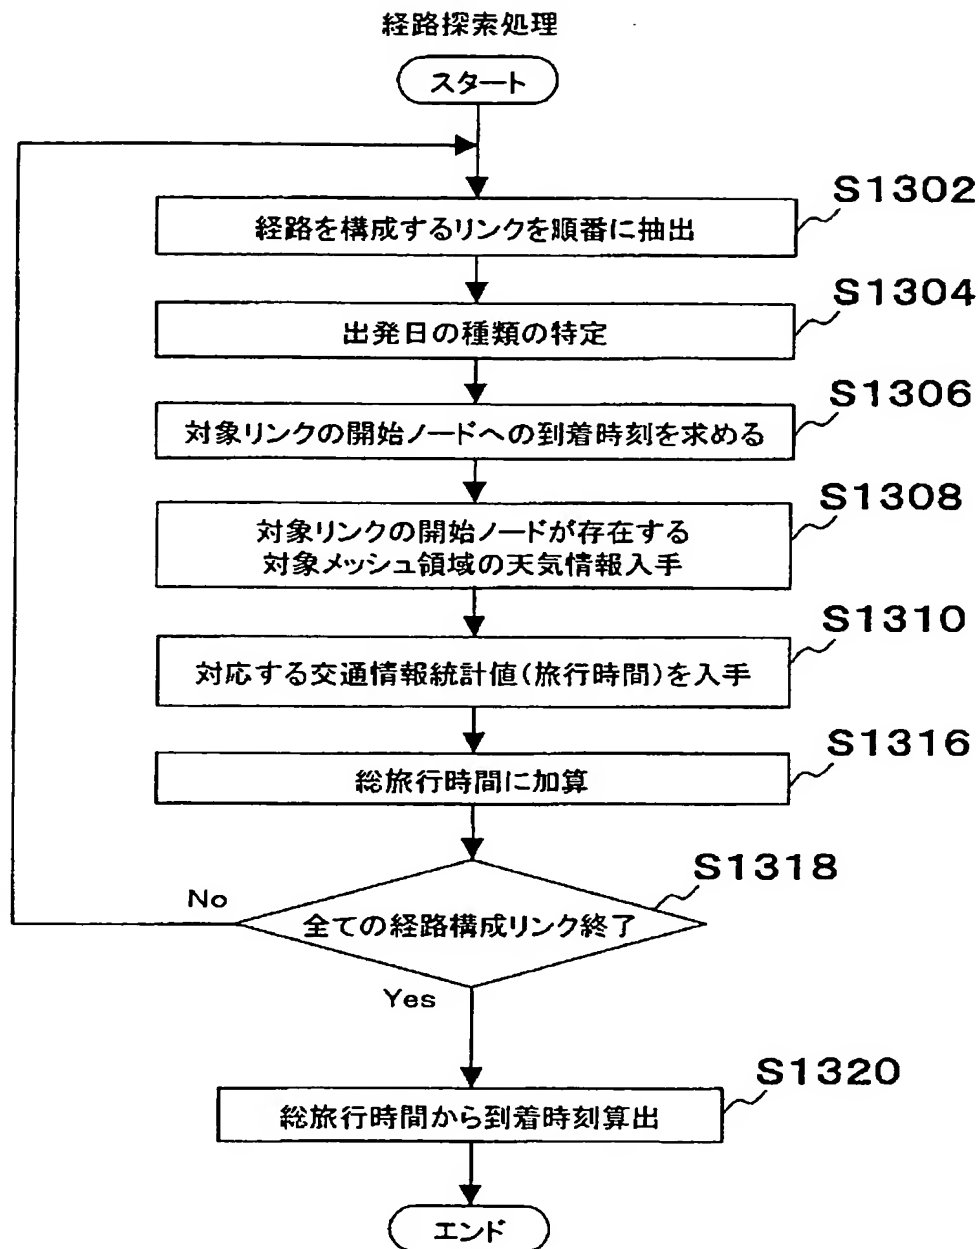 経路探索処理
スタート
S1302
経路を構成するリンクを順番に抽出
S1304
出発日の種類の特定
S1306
対象リンクの開始ノードへの到着時刻を求める
S1308
対象リンクの開始ノードが存在する
対象メッシュ領域の天気情報入手
S1310
対応する交通情報統計値(旅行時間)を入手
S1316
総旅行時間に加算
S1318
No
全ての経路構成リンク終了
Yes
S1320
総旅行時間から到着時刻算出
エンド